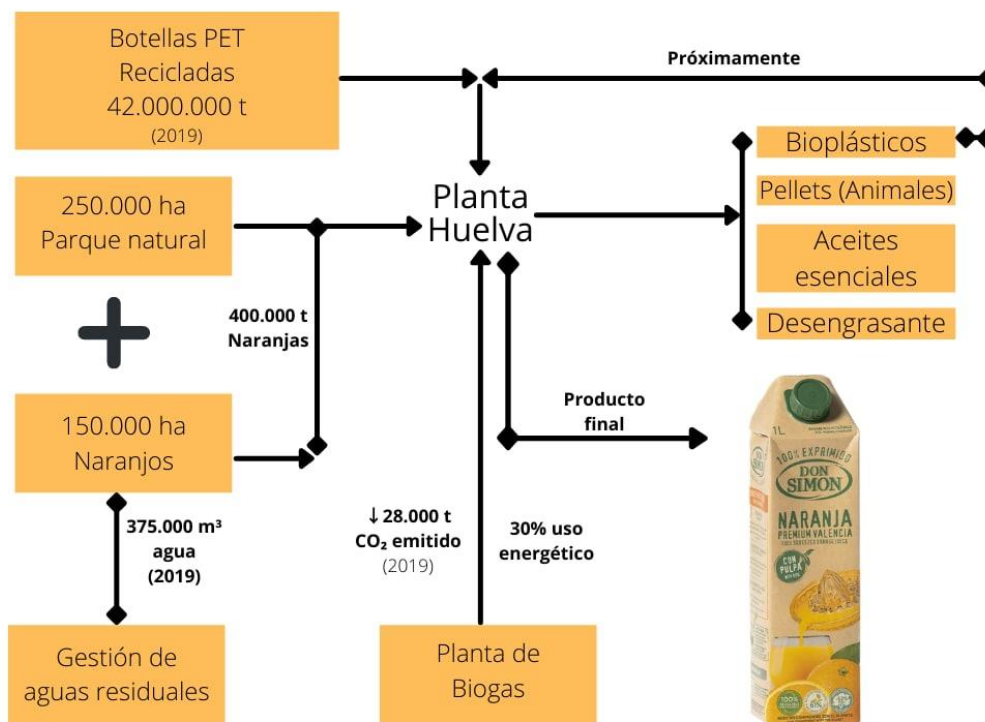 Botellas PET
Recicladas
42.000.000 t
(2019)
Próximamente
Bioplásticos
Pellets (Animales)
Aceites
esenciales
Desengrasante
Planta
Huelva
250.000 ha
Parque natural
400.000 t
Naranjas
150.000 ha
Naranjos
375.000 m³
agua
(2019)
Gestión de
aguas residuales
↓28.000 t
CO₂ emitido
(2019)
30% uso
energético
Planta de
Biogas
Producto
final
1L
100% EXPRIMIDO
DON
SIMON
NARANJA
PREMIUM VALENCIA
CON
PULPA
100%